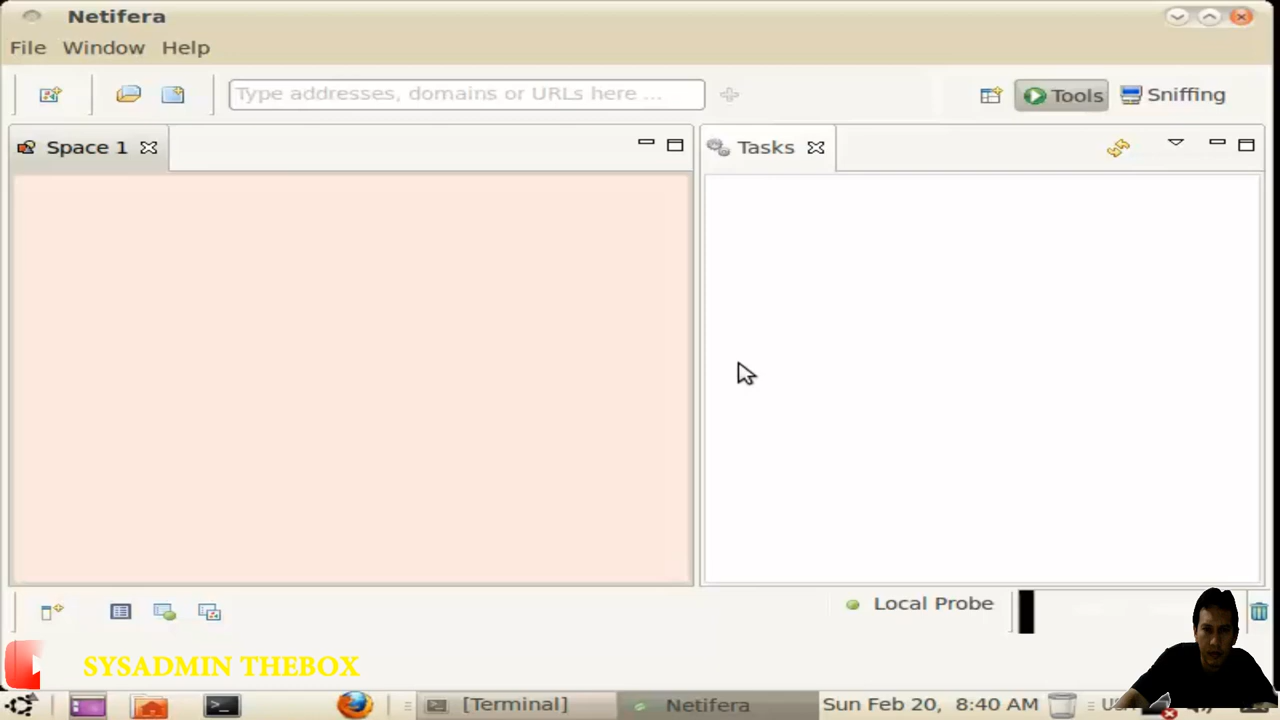 Netifera
File Window Help
Type addresses, domains or URLs here ...
Tools
Sniffing
Space 1
Tasks
Local Probe
SYSADMIN THEBOX
[Terminal]
Netifera
Sun Feb 20, 8:40 AM